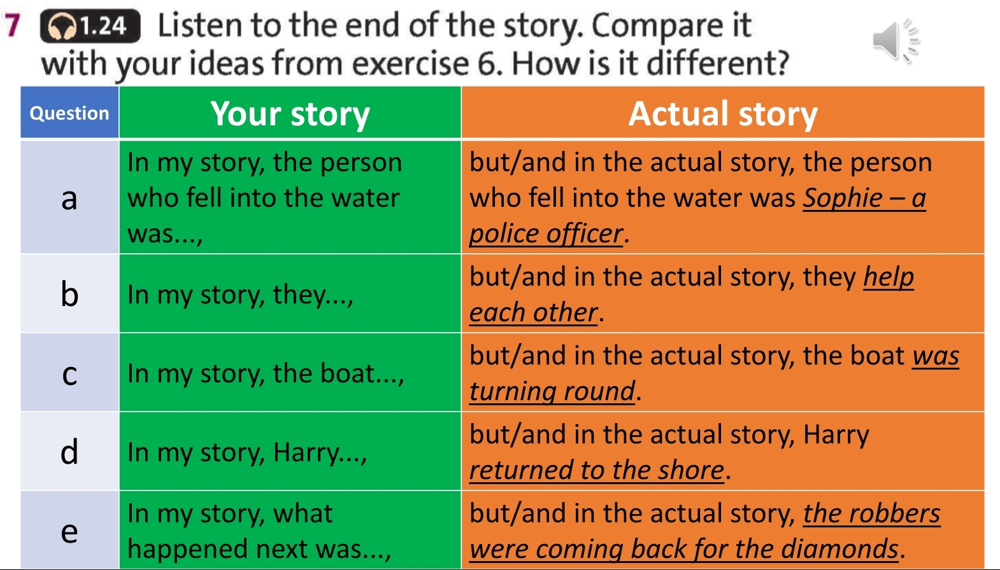 7 1.24 Listen to the end of the story. Compare it
with your ideas from exercise 6. How is it different?
Question Your story Actual story
a
In my story, the person
who fell into the water
was...,
but/and in the actual story, the person
who fell into the water was Sophie – a
police officer.
b
In my story, they...,
but/and in the actual story, they help
each other.
c
In my story, the boat...,
but/and in the actual story, the boat was
turning round.
d
In my story, Harry...,
but/and in the actual story, Harry
returned to the shore.
e
In my story, what
happened next was...,
but/and in the actual story, the robbers
were coming back for the diamonds.